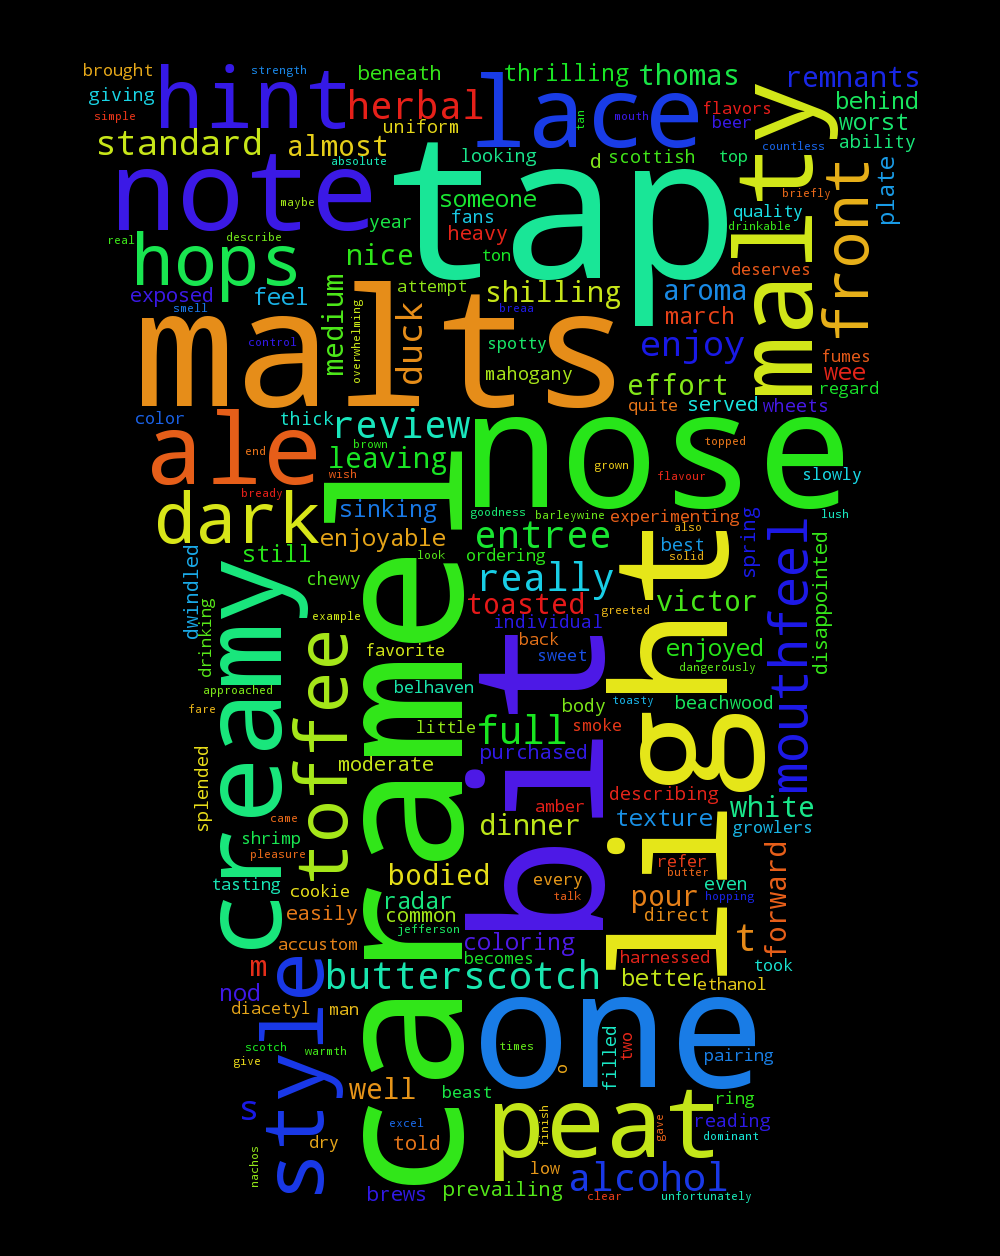 brought
strength
beneath
thrilling
thomas
remnants
giving
hint
herbal
lace
flavors
behind
simple
uniform
tan
mouth
beer
worst
standard
almost
absolute
looking
d
scottish
top
countless
ability
note
tap
malty
plate
maybe
someone
briefly
year
fans
quality
front
real
describe
heavy
drinkable
hops
nice
ton
deserves
exposed
feel
medium
attempt
shilling
aroma
smell
malts
duck
breaa
march
control
overwhelming
spotty
enjoy
fumes
mahogany
effort
wee
regard
color
thick
review
quite
served
wheets
ale
brown
nose
topped
end
leaving
grown
bready
wish
flavour
slowly
dark
sinking
goodness
barleywine
experimenting
lush
enjoyable
entree
also
spring
still
look
ordering
best
solid
disappointed
dwindled
chewy
really
light
creamy
caramel
toasted
greeted
victor
mouthfeel
drinking
example
individual
toffee
favorite
back
sweet
enjoyed
dangerously
approached
belhaven
bit
toasty
beachwood
fare
little
full
body
smoke
splended
moderate
purchased
describing
white
came
amber
texture
growlers
shrimp
dinner
pleasure
refer
forward
tasting
cookie
bodied
every
butter
even
easily
radar
talk
pour
hopping
common
direct
jefferson
accustom
coloring
t
m
becomes
harnessed
took
nod
style
butterscotch
better
ethanol
diacetyl
man
one
scotch
warmth
times
filled
two
pairing
give
o
well
beast
s
peat
ring
excel
finish
gave
reading
dry
told
dominant
nachos
low
alcohol
brews
prevailing
clear
unfortunately